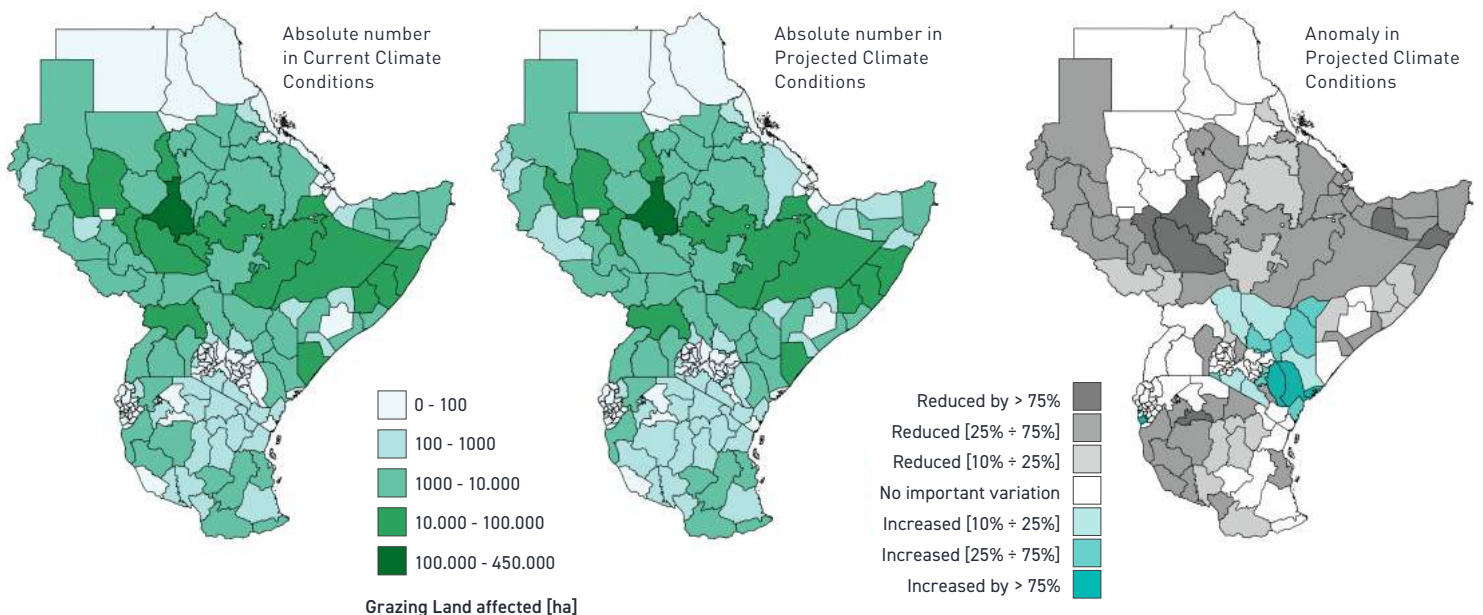 Absolute number
in Current Climate
Conditions
Absolute number in
Projected Climate
Conditions
Anomaly in
Projected Climate
Conditions
0 - 100
100 - 1000
1000 - 10.000
10.000 - 100.000
100.000 - 450.000
Grazing Land affected [ha]
Reduced by > 75%
Reduced [25% ÷ 75%]
Reduced [10% ÷ 25%]
No important variation
Increased [10% ÷ 25%]
Increased [25% ÷ 75%]
Increased by > 75%